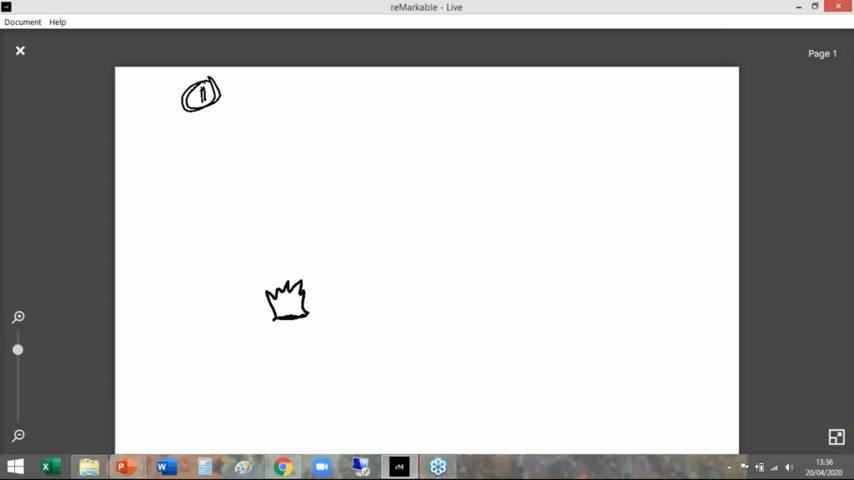 reMarkable - Live
Document Help
Page 1
1
13:36
20/04/2020